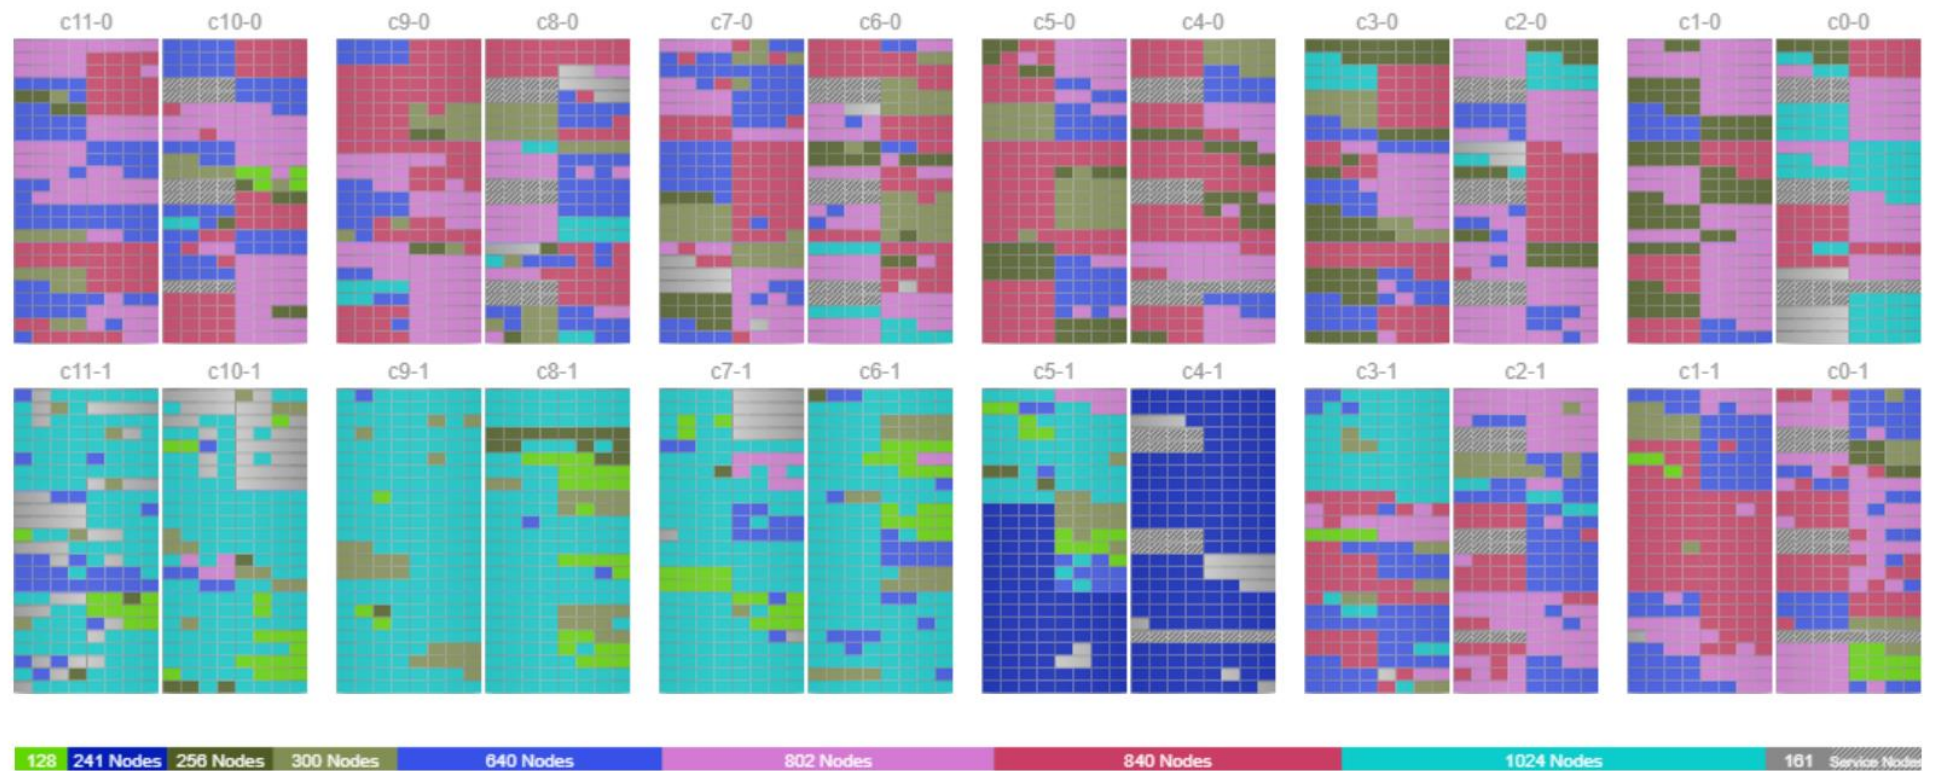 c11-0 c10-0 c9-0 c8-0 c7-0 c6-0 c5-0 c4-0 c3-0 c2-0 c1-0 c0-0
c11-1 c10-1 c9-1 c8-1 c7-1 c6-1 c5-1 c4-1 c3-1 c2-1 c1-1 c0-1
128 241 Nodes 256 Nodes 300 Nodes 640 Nodes 802 Nodes 840 Nodes 1024 Nodes 161 Service Nodes